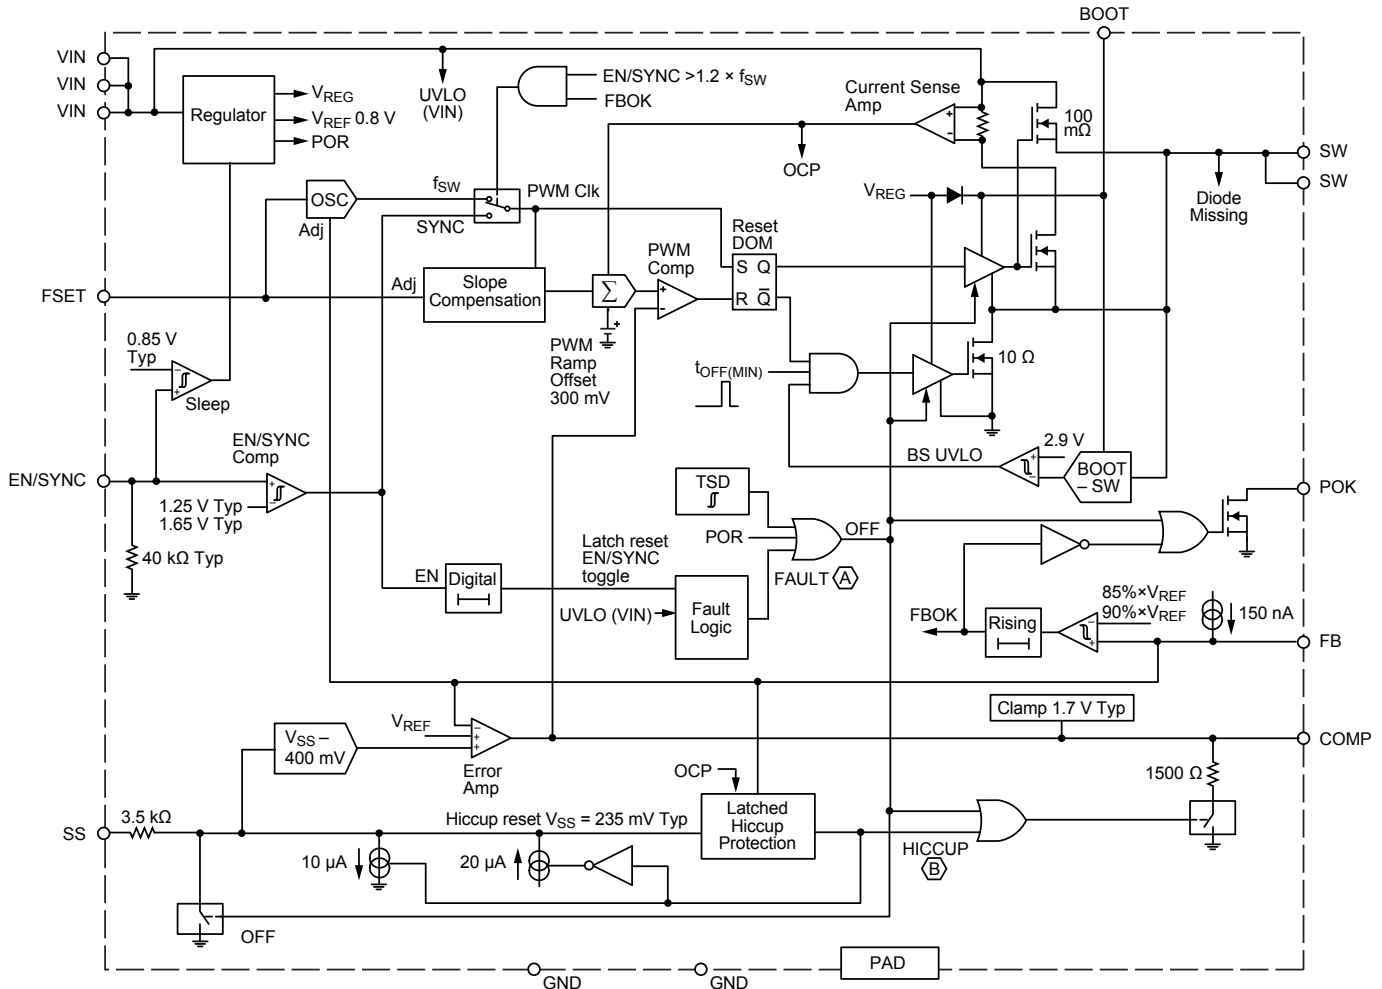 BOOT
VIN
VIN
VIN
Regulator
VREG
VREF 0.8 V
POR
UVLO
(VIN)
EN/SYNC >1.2 × fSW
FBOK
Current Sense
Amp
OCP
100
mΩ
SW
SW
Diode
Missing
VREG
fSW
PWM Clk
SYNC
OSC
Adj
Reset
DOM
S Q
R Q̅
PWM
Comp
FSET
Adj
Slope
Compensation
Σ
+
PWM
Ramp
Offset
300 mV
+
–
0.85 V
Typ
–
+
Sleep
10 Ω
tOFF(MIN)
EN/SYNC
Comp
EN/SYNC
+
–
1.25 V Typ
1.65 V Typ
40 kΩ Typ
BS UVLO
2.9 V
+
–
BOOT
– SW
POK
TSD
POR
OFF
FAULT A
Latch reset
EN/SYNC
toggle
EN
Digital
UVLO (VIN)
Fault
Logic
FBOK
Rising
85%×VREF
90%×VREF
–
+
150 nA
FB
Clamp 1.7 V Typ
COMP
VREF
VSS –
400 mV
–
+
+
Error
Amp
1500 Ω
OCP
SS
3.5 kΩ
Hiccup reset VSS = 235 mV Typ
Latched
Hiccup
Protection
HICCUP
B
10 µA
20 µA
OFF
GND
GND
PAD